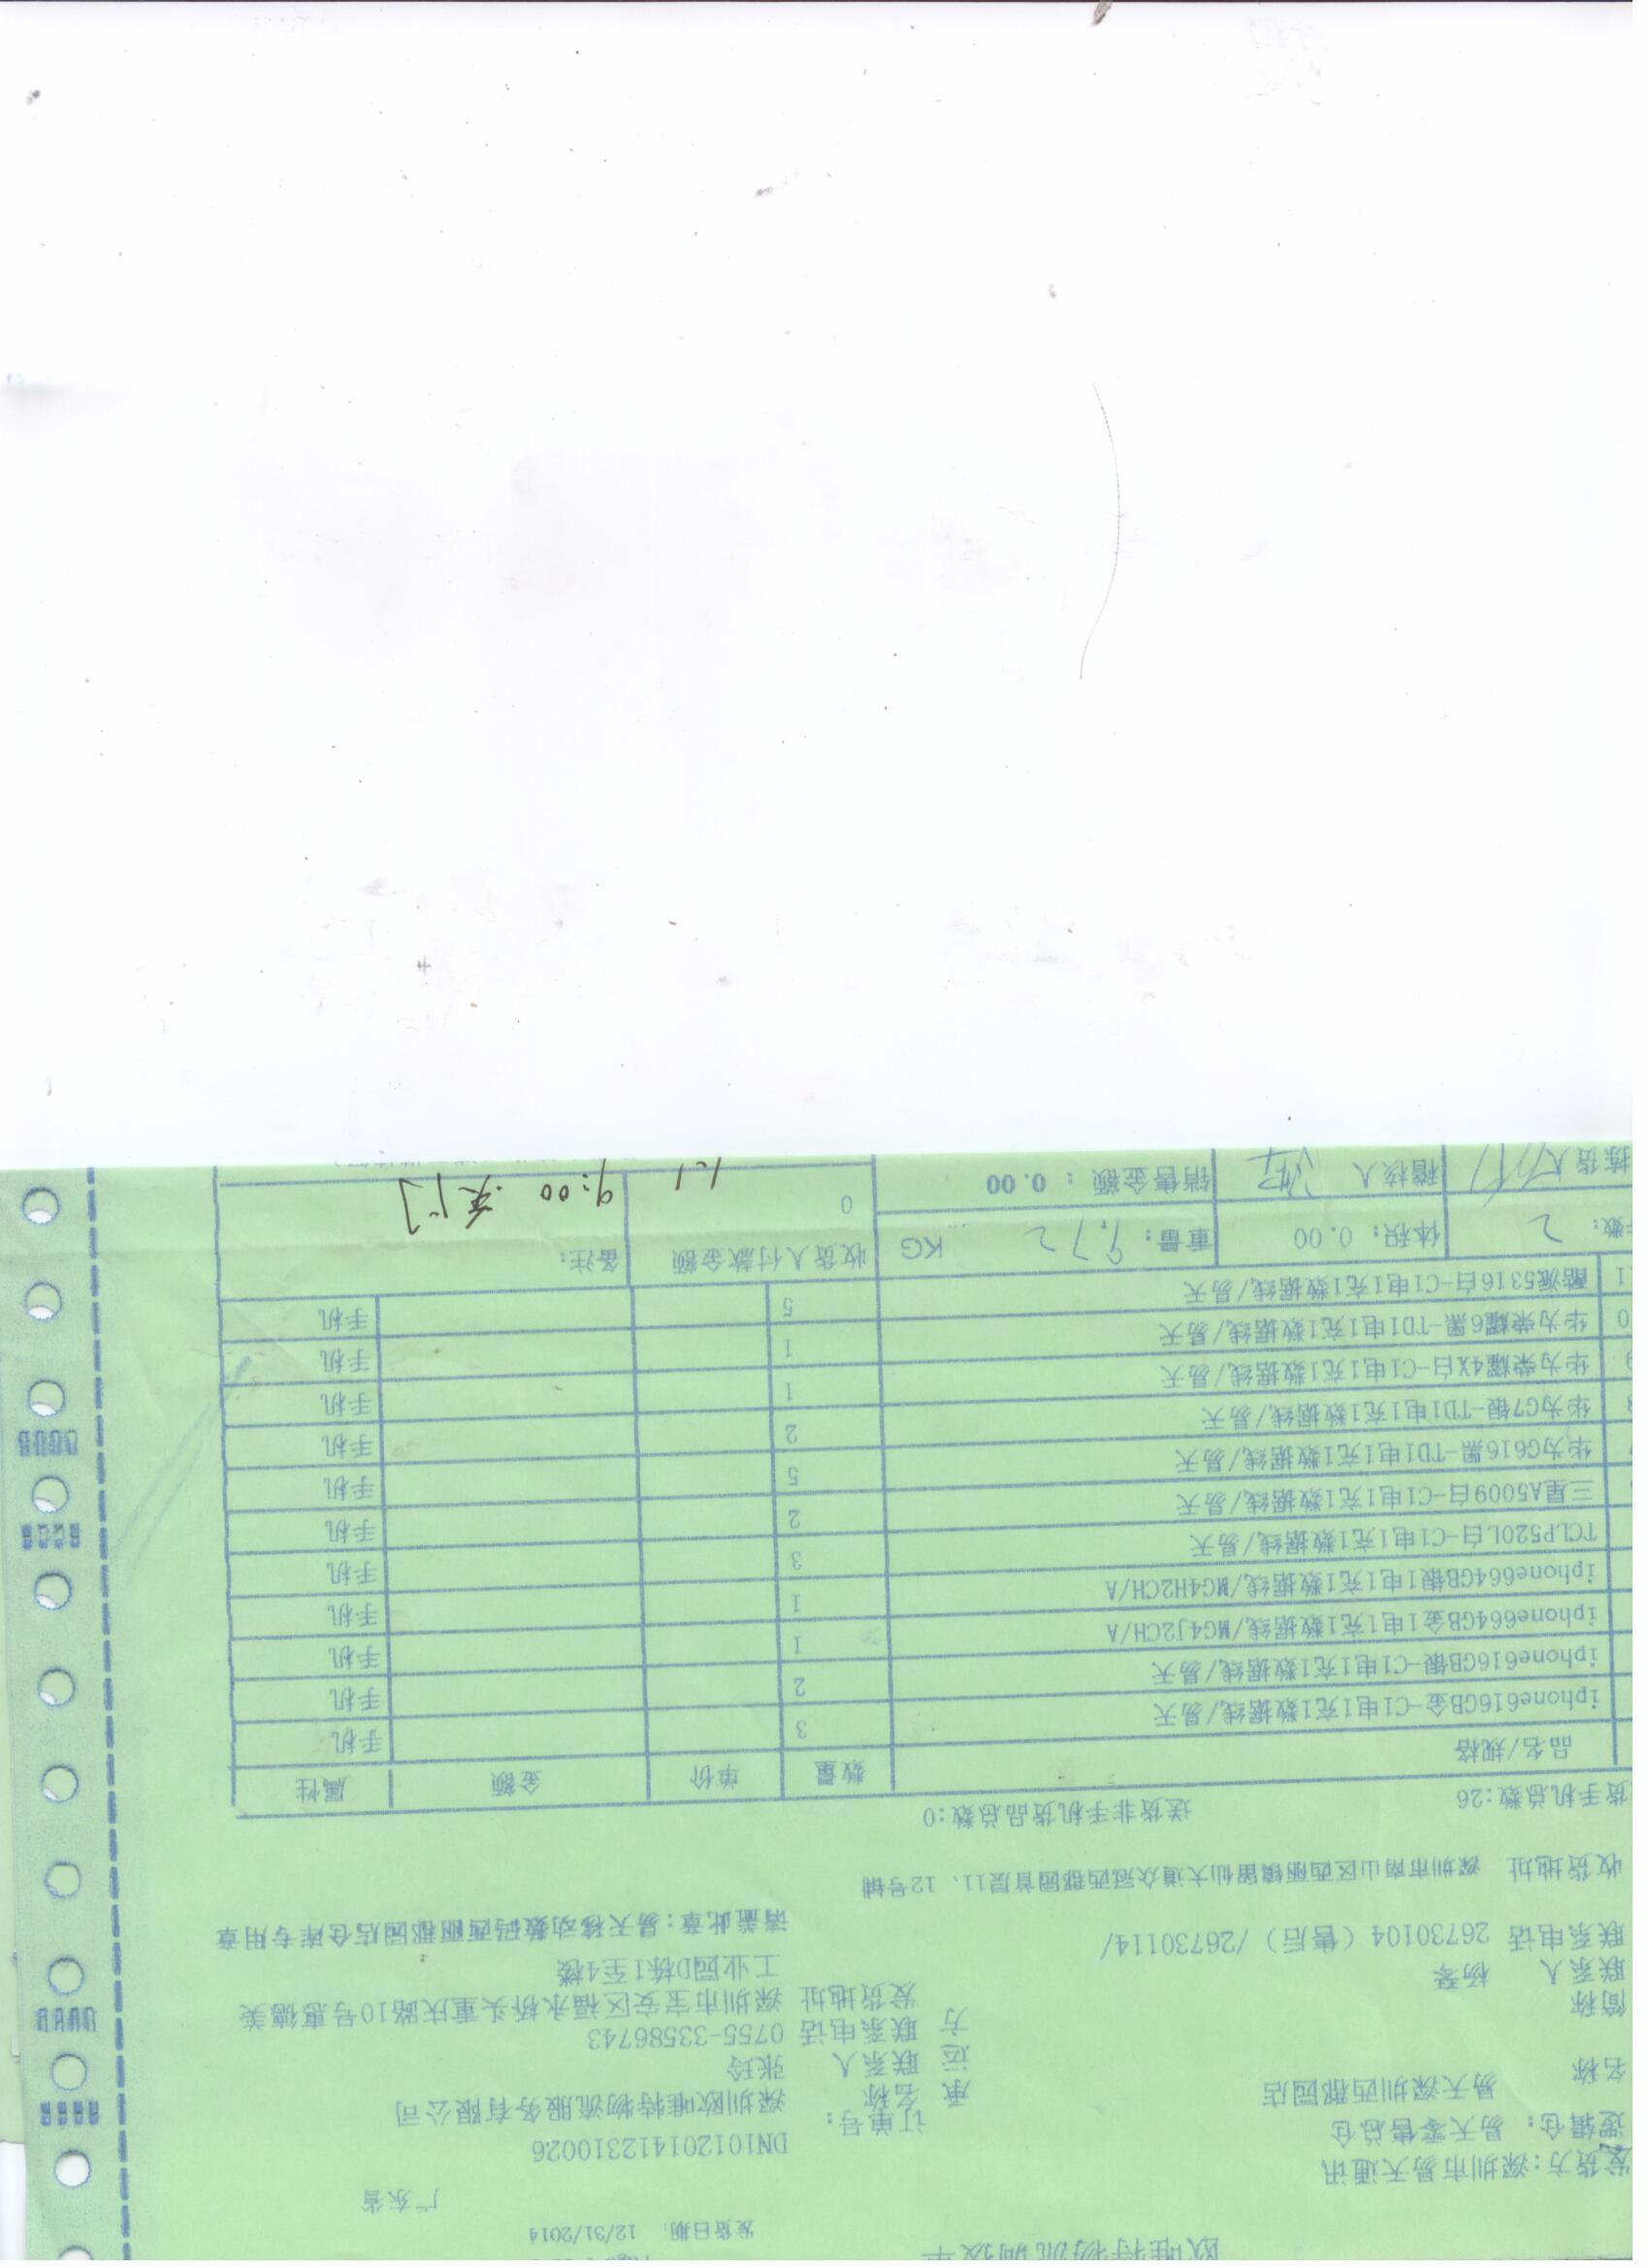 欧唯特物流调拨单
发货日期: 12/31/2014
广东省
发货方:深圳市易天通讯
逻辑仓: 易天零售总仓
订单号: DN101201412310026
名称 易天深圳西都园店
承运方 名称 深圳欧唯特物流服务有限公司
联系人 张玲
简称
联系电话 0755-33586743
联系人 杨琴
发货地址 深圳市宝安区福永桥头重庆路10号惠德美
工业园D栋1至4楼
联系电话 26730104（售后）/26730114/
请盖此章:易天移动数码西丽都园店仓库专用章
收货地址 深圳市南山区西丽镇留仙大道众冠西都园首层11、12号铺
货手机总数:26 送货非手机货品总数:0
品名/规格 数量 单价 金额 属性
iphone616GB金-C1电1充1数据线/易天 3 手机
iphone616GB银-C1电1充1数据线/易天 2 手机
iphone664GB金1电1充1数据线/MG4J2CH/A 1 手机
iphone664GB银1电1充1数据线/MG4H2CH/A 1 手机
TCLP520L白-C1电1充1数据线/易天 3 手机
三星A5009白-C1电1充1数据线/易天 2 手机
华为G616黑-TD1电1充1数据线/易天 5 手机
华为G7银-TD1电1充1数据线/易天 2 手机
9 华为荣耀4X白-C1电1充1数据线/易天 1 手机
0 华为荣耀6黑-TD1电1充1数据线/易天 1 手机
1 酷派5316白-C1电1充1数据线/易天 5 手机
件数: 2 体积: 0.00 重量: 9.72 KG 收货人付款金额 备注:
拣货人 稽核人 销售金额: 0.00 0
1.1 9:00 关门